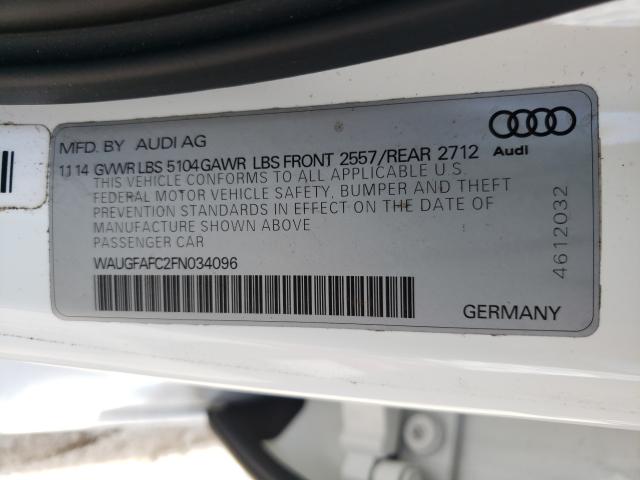 MFD. BY AUDI AG
11 14 GVWR LBS 5104 GAWR LBS FRONT 2557/REAR 2712
Audi
THIS VEHICLE CONFORMS TO ALL APPLICABLE U.S.
FEDERAL MOTOR VEHICLE SAFETY, BUMPER AND THEFT
PREVENTION STANDARDS IN EFFECT ON THE DATE OF
MANUFACTURE SHOWN ABOVE
PASSENGER CAR
WAUGFAFC2FN034096
4612032
GERMANY